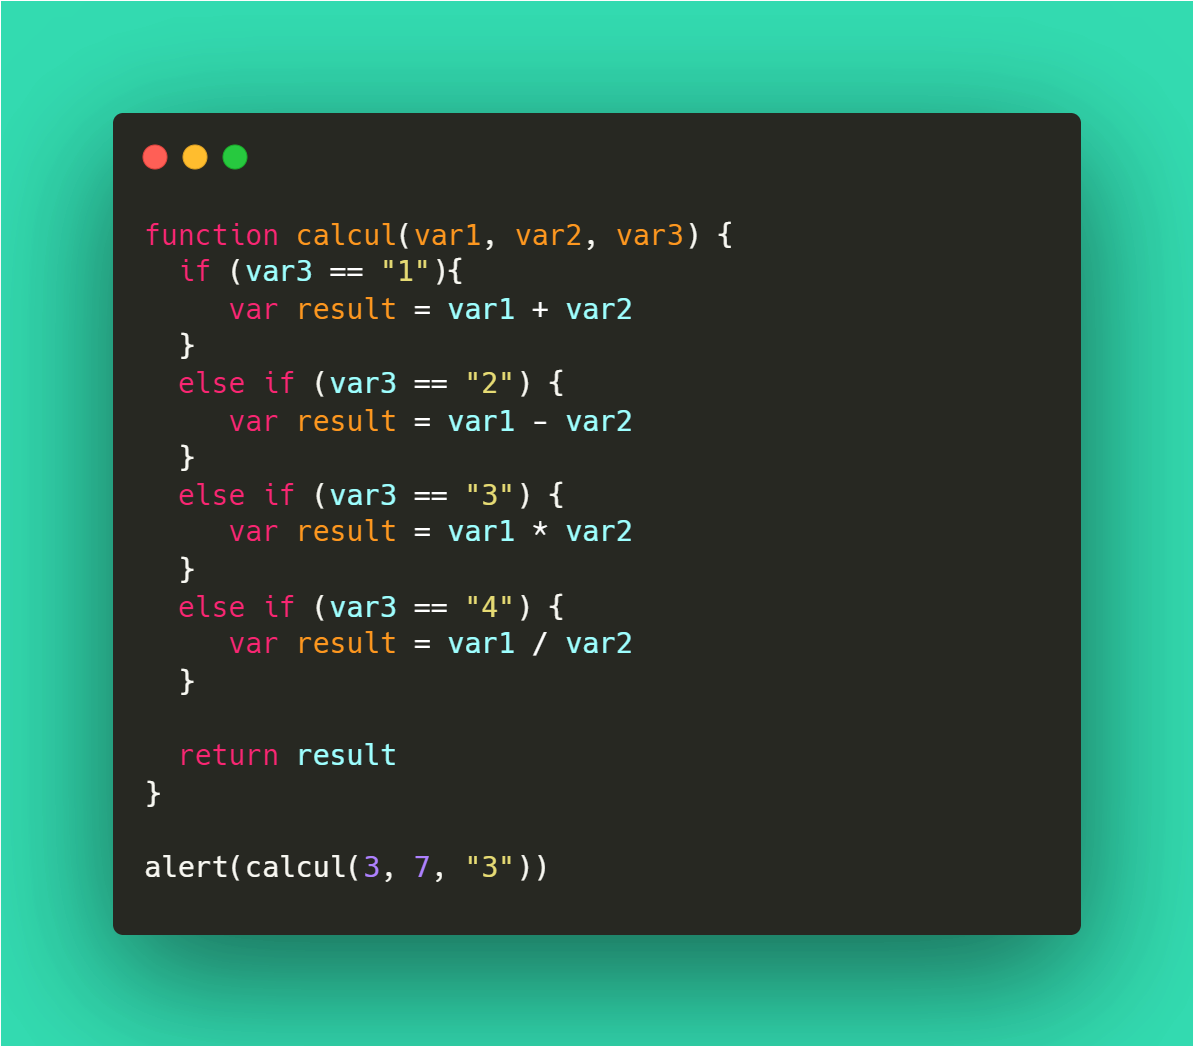 function calcul(var1, var2, var3) {
  if (var3 == "1"){
     var result = var1 + var2
  }
  else if (var3 == "2") {
     var result = var1 - var2
  }
  else if (var3 == "3") {
     var result = var1 * var2
  }
  else if (var3 == "4") {
     var result = var1 / var2
  }

  return result
}

alert(calcul(3, 7, "3"))